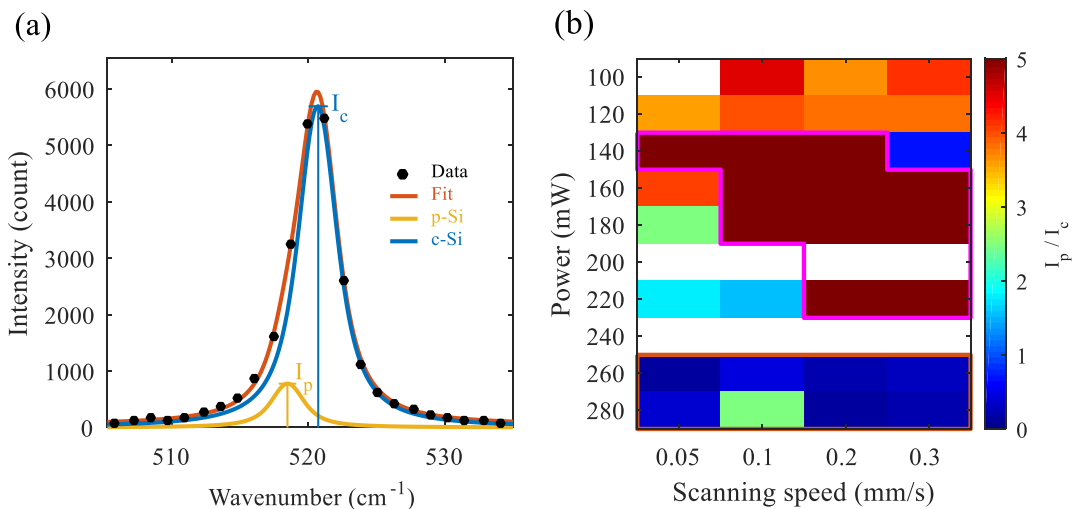 (a)
Intensity (count)
6000
5000
4000
3000
2000
1000
0
I_c
Data
Fit
p-Si
c-Si
I_p
510 520 530
Wavenumber (cm⁻¹)
(b)
Power (mW)
100
120
140
160
180
200
220
240
260
280
0.05 0.1 0.2 0.3
Scanning speed (mm/s)
5
4
3
2
1
0
I_p / I_c